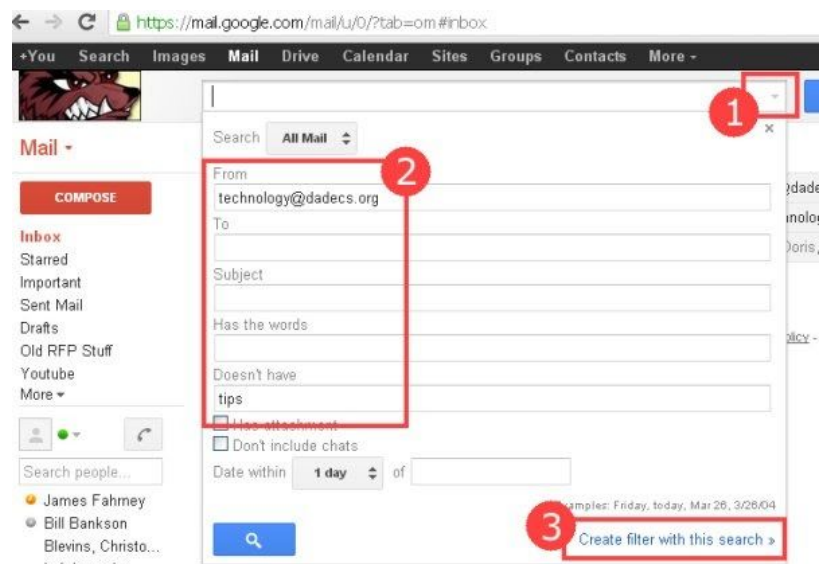 https://mail.google.com/mail/u/0/?tab=om#inbox
+You Search Images Mail Drive Calendar Sites Groups Contacts More
1
Mail
Search All Mail
2
From
COMPOSE
technology@dadecs.org
To
Inbox
Starred
Subject
Important
Sent Mail
Has the words
Drafts
Old RFP Stuff
Youtube
Doesn't have
More
tips
Has attachment
Don't include chats
Search people...
Date within 1 day of
James Fahrney
Examples: Friday, today, Mar 26, 3/26/04
Bill Bankson
3
Create filter with this search »
Blevins, Christo...